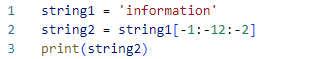 1 string1 = 'information'
2 string2 = string1[-1:-12:-2]
3 print(string2)